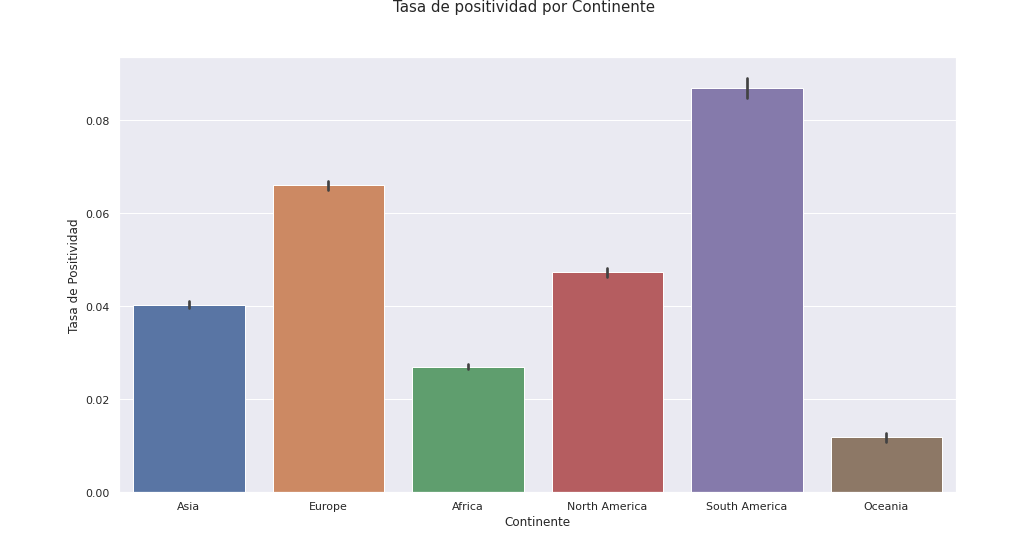 Tasa de positividad por Continente
Tasa de Positividad
0.08
0.06
0.04
0.02
0.00
Asia
Europe
Africa
North America
South America
Oceania
Continente